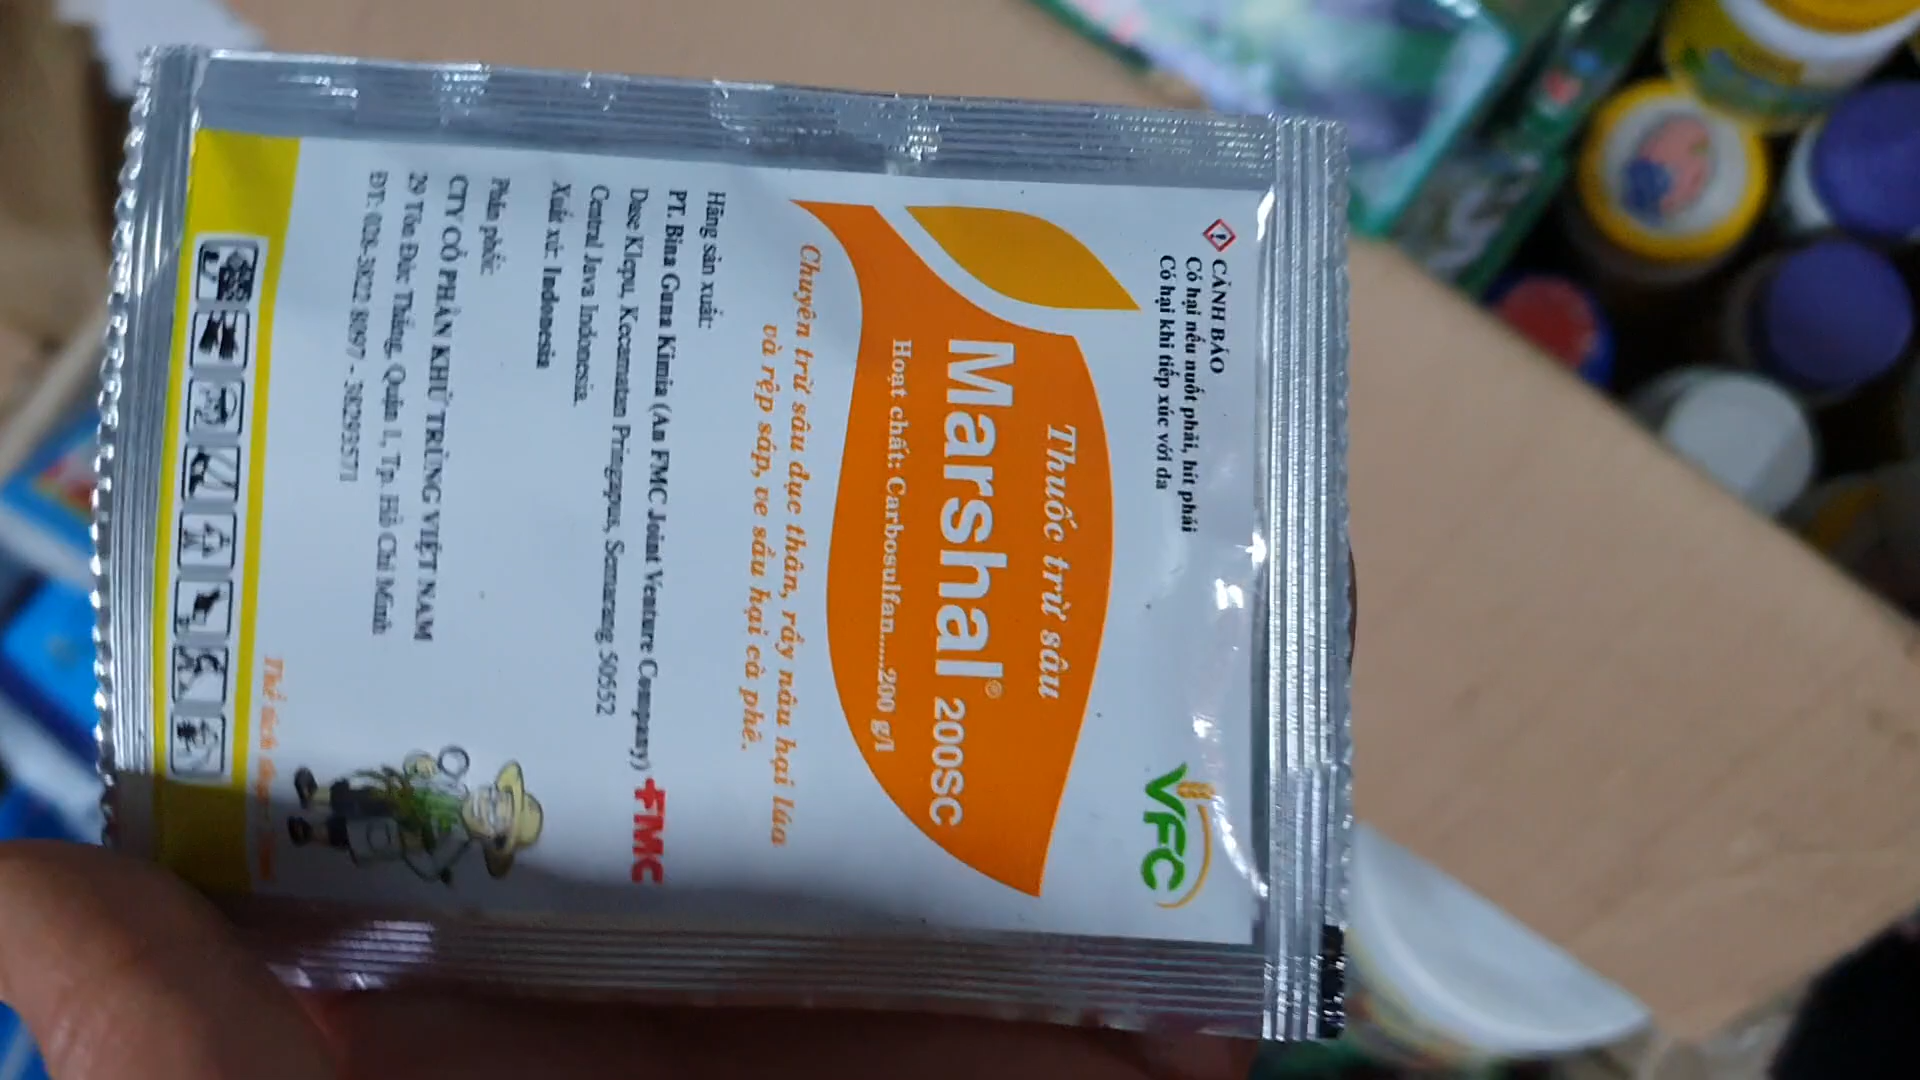 CẢNH BÁO
Có hại nếu nuốt phải, hít phải
Có hại khi tiếp xúc với da
VFC
Thuốc trừ sâu
Marshal® 200SC
Hoạt chất: Carbosulfan......200 g/l
Chuyên trừ sâu đục thân, rầy nâu hại lúa
và rệp sáp, ve sầu hại cà phê.
Hãng sản xuất:
PT. Bina Guna Kimia (An FMC Joint Venture Company)
FMC
Dase Klepu, Kecamatan Pringapus, Semarang 50552
Central Java Indonesia.
Xuất xứ: Indonesia
Phân phối:
CTY CỔ PHẦN KHỬ TRÙNG VIỆT NAM
29 Tôn Đức Thắng, Quận 1, Tp. Hồ Chí Minh
ĐT: 028-3822 8097 - 38293571
Thể tích thực: